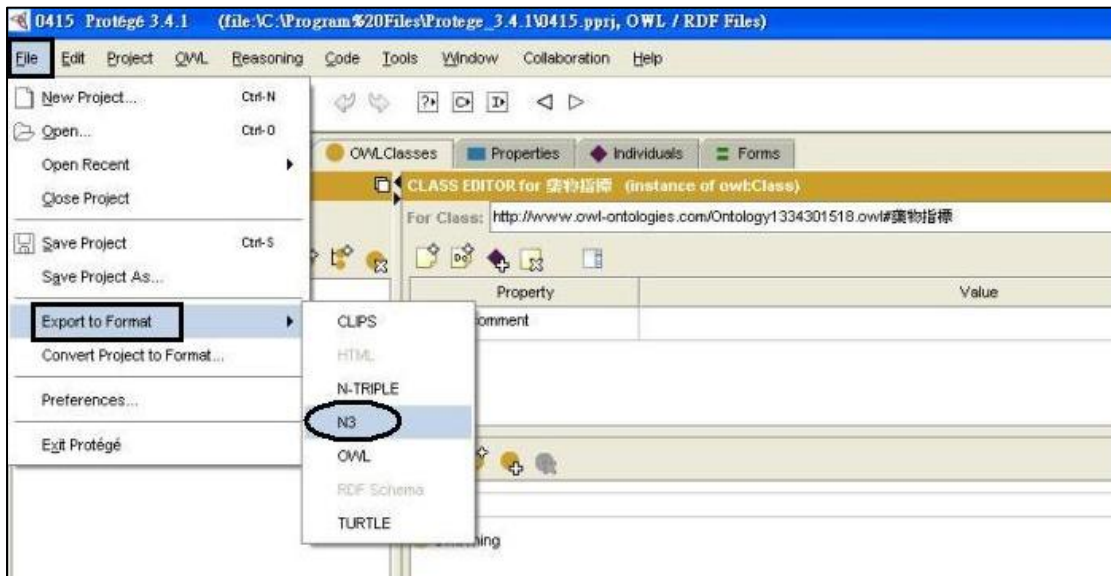 0415 Protégé 3.4.1 (file:\C:\Program%20Files\Protege_3.4.1\0415.pprj, OWL / RDF Files)
File Edit Project OWL Reasoning Code Tools Window Collaboration Help
New Project... Ctrl-N
Open... Ctrl-O
Open Recent
Close Project
Save Project Ctrl-S
Save Project As...
Export to Format
Convert Project to Format...
Preferences...
Exit Protégé
CLIPS
HTML
N-TRIPLE
N3
OWL
RDF Schema
TURTLE
OWLClasses Properties Individuals Forms
CLASS EDITOR for 藥物指標 (instance of owl:Class)
For Class: http://www.owl-ontologies.com/Ontology1334301518.owl#藥物指標
Property Value
omment